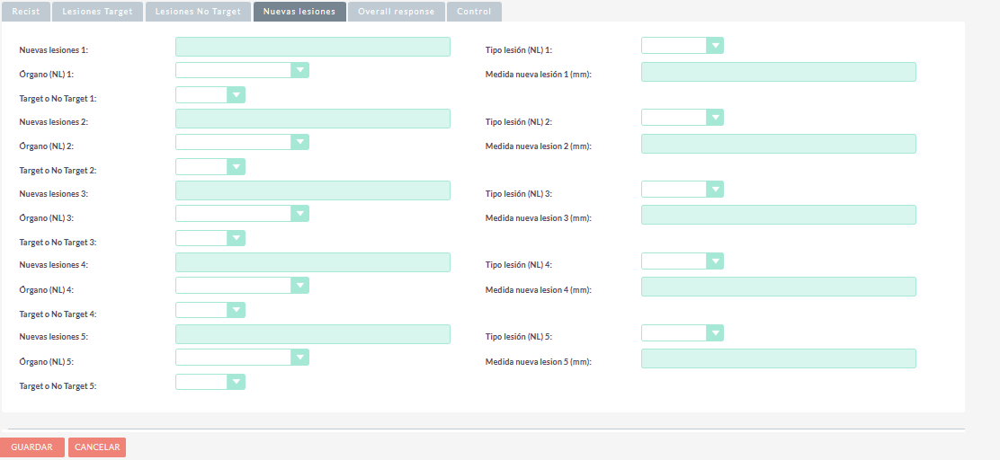 Recist Lesiones Target Lesiones No Target Nuevas lesiones Overall response Control
Nuevas lesiones 1: Tipo lesión (NL) 1:
Órgano (NL) 1: Medida nueva lesión 1 (mm):
Target o No Target 1:
Nuevas lesiones 2: Tipo lesión (NL) 2:
Órgano (NL) 2: Medida nueva lesion 2 (mm):
Target o No Target 2:
Nuevas lesiones 3: Tipo lesión (NL) 3:
Órgano (NL) 3: Medida nueva lesion 3 (mm):
Target o No Target 3:
Nuevas lesiones 4: Tipo lesión (NL) 4:
Órgano (NL) 4: Medida nueva lesion 4 (mm):
Target o No Target 4:
Nuevas lesiones 5: Tipo lesión (NL) 5:
Órgano (NL) 5: Medida nueva lesion 5 (mm):
Target o No Target 5:
GUARDAR CANCELAR